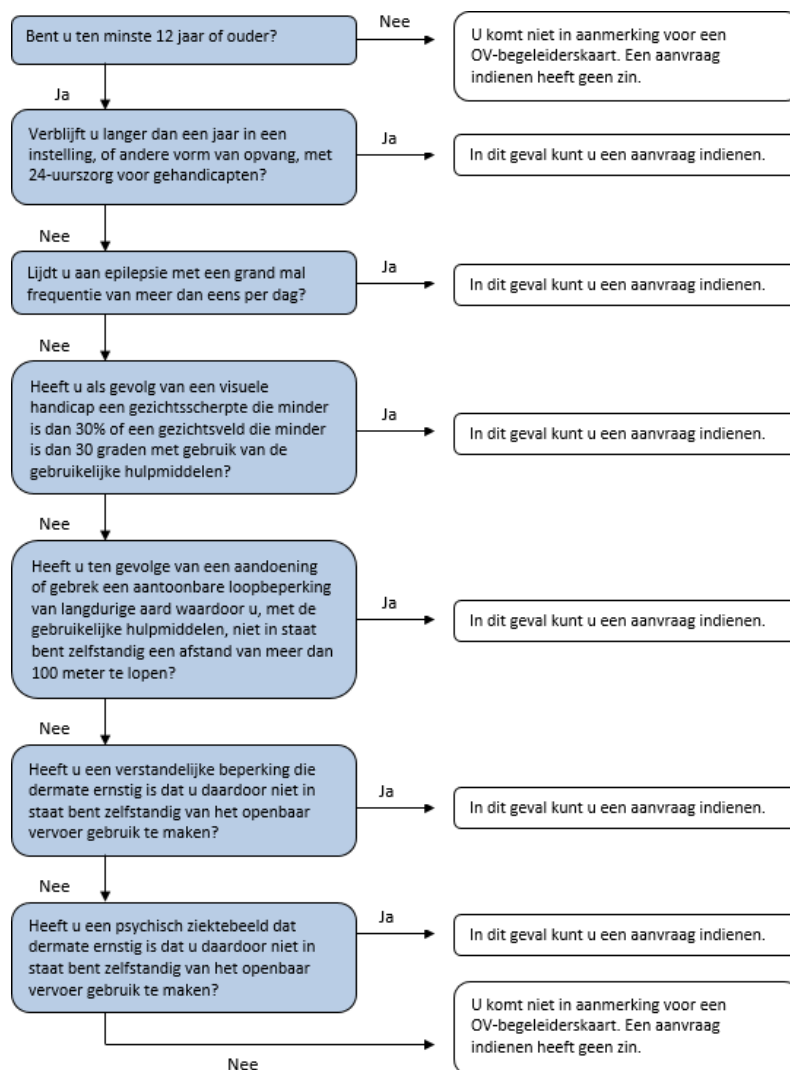 Bent u ten minste 12 jaar of ouder?
Nee
U komt niet in aanmerking voor een
OV-begeleiderskaart. Een aanvraag
indienen heeft geen zin.
Ja
Verblijft u langer dan een jaar in een
instelling, of andere vorm van opvang, met
24-uurszorg voor gehandicapten?
Ja
In dit geval kunt u een aanvraag indienen.
Nee
Lijdt u aan epilepsie met een grand mal
frequentie van meer dan eens per dag?
Ja
In dit geval kunt u een aanvraag indienen.
Nee
Heeft u als gevolg van een visuele
handicap een gezichtsscherpte die minder
is dan 30% of een gezichtsveld die minder
is dan 30 graden met gebruik van de
gebruikelijke hulpmiddelen?
Ja
In dit geval kunt u een aanvraag indienen.
Nee
Heeft u ten gevolge van een aandoening
of gebrek een aantoonbare loopbeperking
van langdurige aard waardoor u, met de
gebruikelijke hulpmiddelen, niet in staat
bent zelfstandig een afstand van meer dan
100 meter te lopen?
Ja
In dit geval kunt u een aanvraag indienen.
Nee
Heeft u een verstandelijke beperking die
dermate ernstig is dat u daardoor niet in
staat bent zelfstandig van het openbaar
vervoer gebruik te maken?
Ja
In dit geval kunt u een aanvraag indienen.
Nee
Heeft u een psychisch ziektebeeld dat
dermate ernstig is dat u daardoor niet in
staat bent zelfstandig van het openbaar
vervoer gebruik te maken?
Ja
In dit geval kunt u een aanvraag indienen.
Nee
U komt niet in aanmerking voor een
OV-begeleiderskaart. Een aanvraag
indienen heeft geen zin.